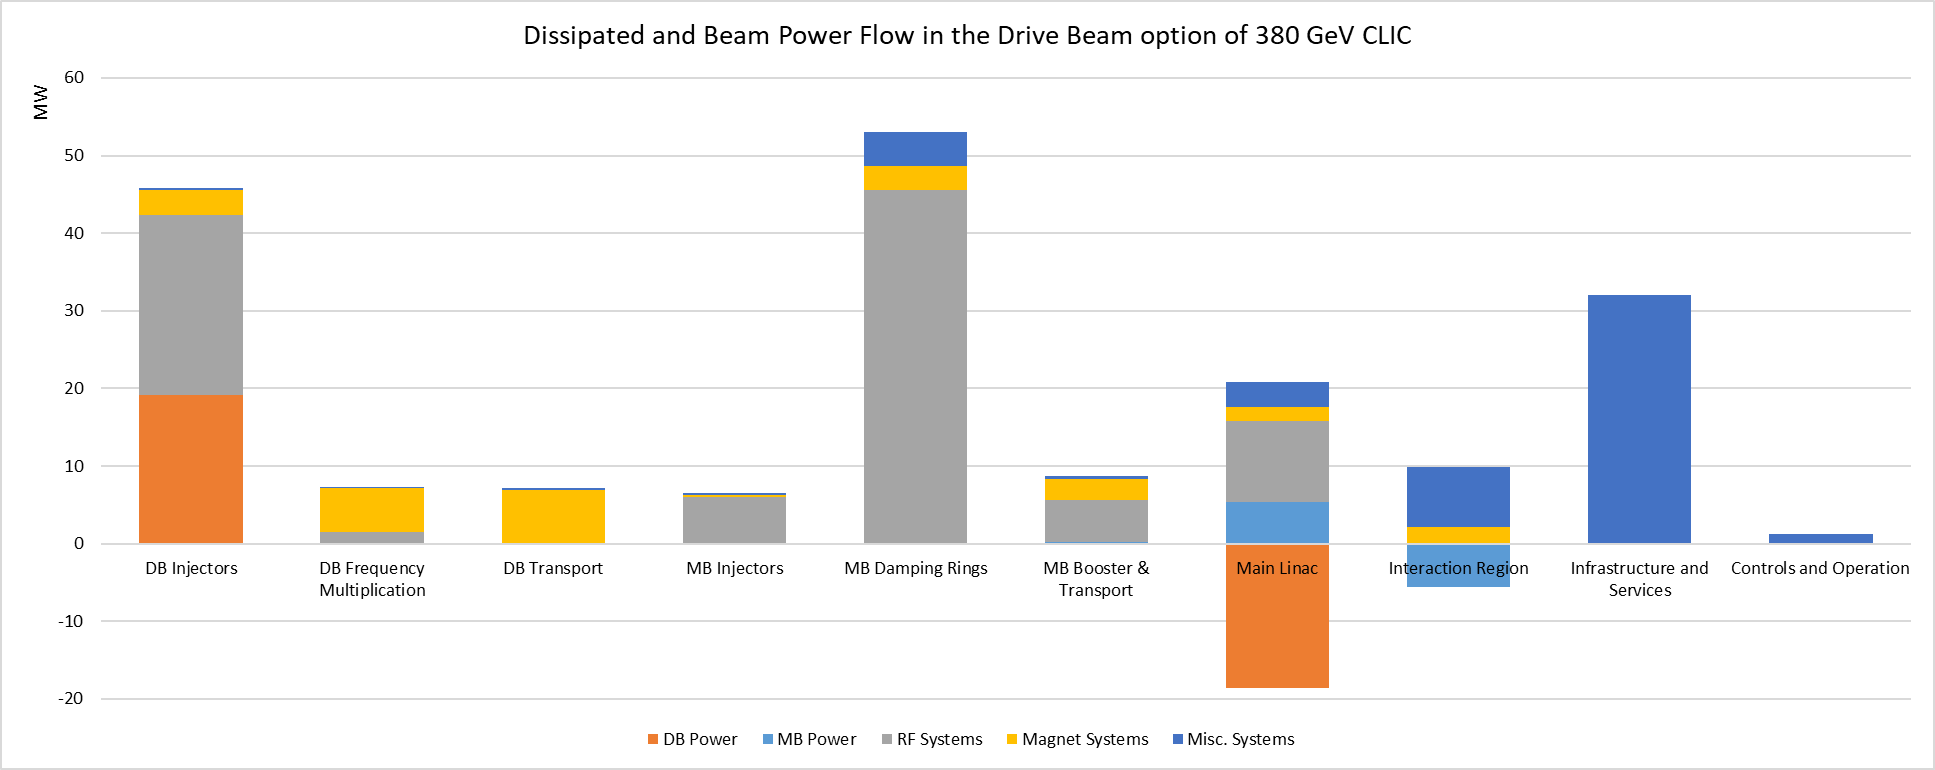 Dissipated and Beam Power Flow in the Drive Beam option of 380 GeV CLIC
MW
60
50
40
30
20
10
0
-10
-20
DB Injectors
DB Frequency
Multiplication
DB Transport
MB Injectors
MB Damping Rings
MB Booster &
Transport
Main Linac
Interaction Region
Infrastructure and
Services
Controls and Operation
DB Power
MB Power
RF Systems
Magnet Systems
Misc. Systems